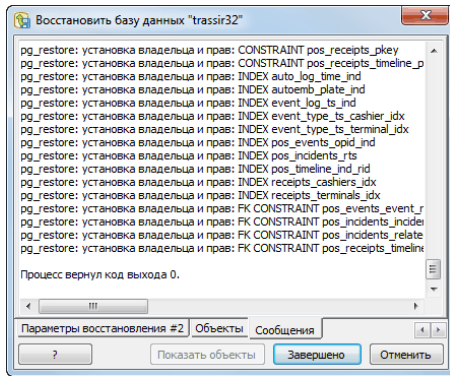 Восстановить базу данных "trassir32"
pg_restore: установка владельца и прав: CONSTRAINT pos_receipts_pkey
pg_restore: установка владельца и прав: CONSTRAINT pos_receipts_timeline_p
pg_restore: установка владельца и прав: INDEX auto_log_time_ind
pg_restore: установка владельца и прав: INDEX autoemb_plate_ind
pg_restore: установка владельца и прав: INDEX event_log_ts_ind
pg_restore: установка владельца и прав: INDEX event_type_ts_cashier_idx
pg_restore: установка владельца и прав: INDEX event_type_ts_terminal_idx
pg_restore: установка владельца и прав: INDEX pos_events_opid_ind
pg_restore: установка владельца и прав: INDEX pos_incidents_rts
pg_restore: установка владельца и прав: INDEX pos_timeline_ind_rid
pg_restore: установка владельца и прав: INDEX receipts_cashiers_idx
pg_restore: установка владельца и прав: INDEX receipts_terminals_idx
pg_restore: установка владельца и прав: FK CONSTRAINT pos_events_event_r
pg_restore: установка владельца и прав: FK CONSTRAINT pos_incidents_incider
pg_restore: установка владельца и прав: FK CONSTRAINT pos_incidents_relate
pg_restore: установка владельца и прав: FK CONSTRAINT pos_receipts_timeline
Процесс вернул код выхода 0.
Параметры восстановления #2 Объекты Сообщения
? Показать объекты Завершено Отменить